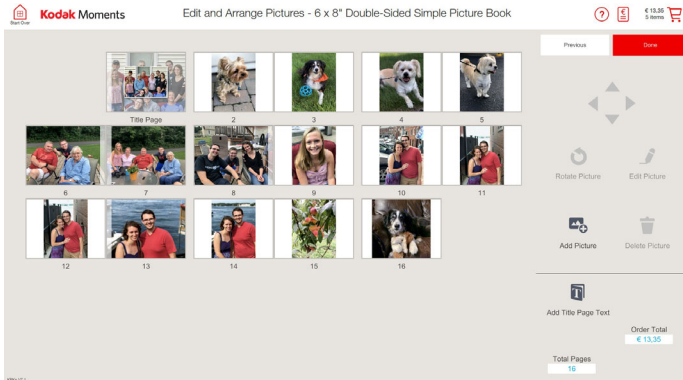 Start Over
Kodak Moments
Edit and Arrange Pictures - 6 x 8" Double-Sided Simple Picture Book
?
€
€ 13,35
5 items
Previous
Done
Title Page
2
3
4
5
Rotate Picture
Edit Picture
6
7
8
9
10
11
Add Picture
Delete Picture
12
13
14
15
16
T
Add Title Page Text
Order Total
€ 13,35
Total Pages
16